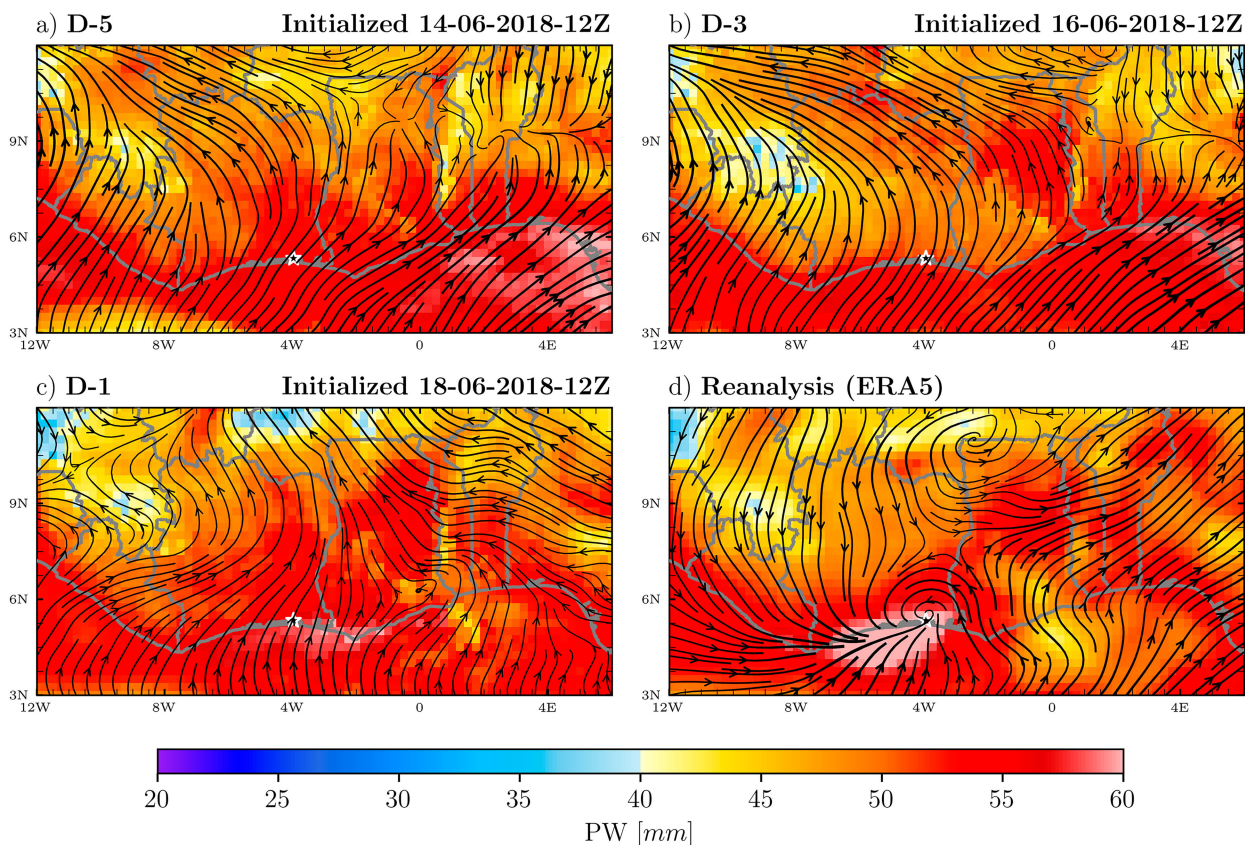 a) D-5 Initialized 14-06-2018-12Z
b) D-3 Initialized 16-06-2018-12Z
9N
6N
3N
12W 8W 4W 0 4E
9N
6N
3N
12W 8W 4W 0 4E
c) D-1 Initialized 18-06-2018-12Z
d) Reanalysis (ERA5)
9N
6N
3N
12W 8W 4W 0 4E
9N
6N
3N
12W 8W 4W 0 4E
20 25 30 35 40 45 50 55 60
PW [mm]